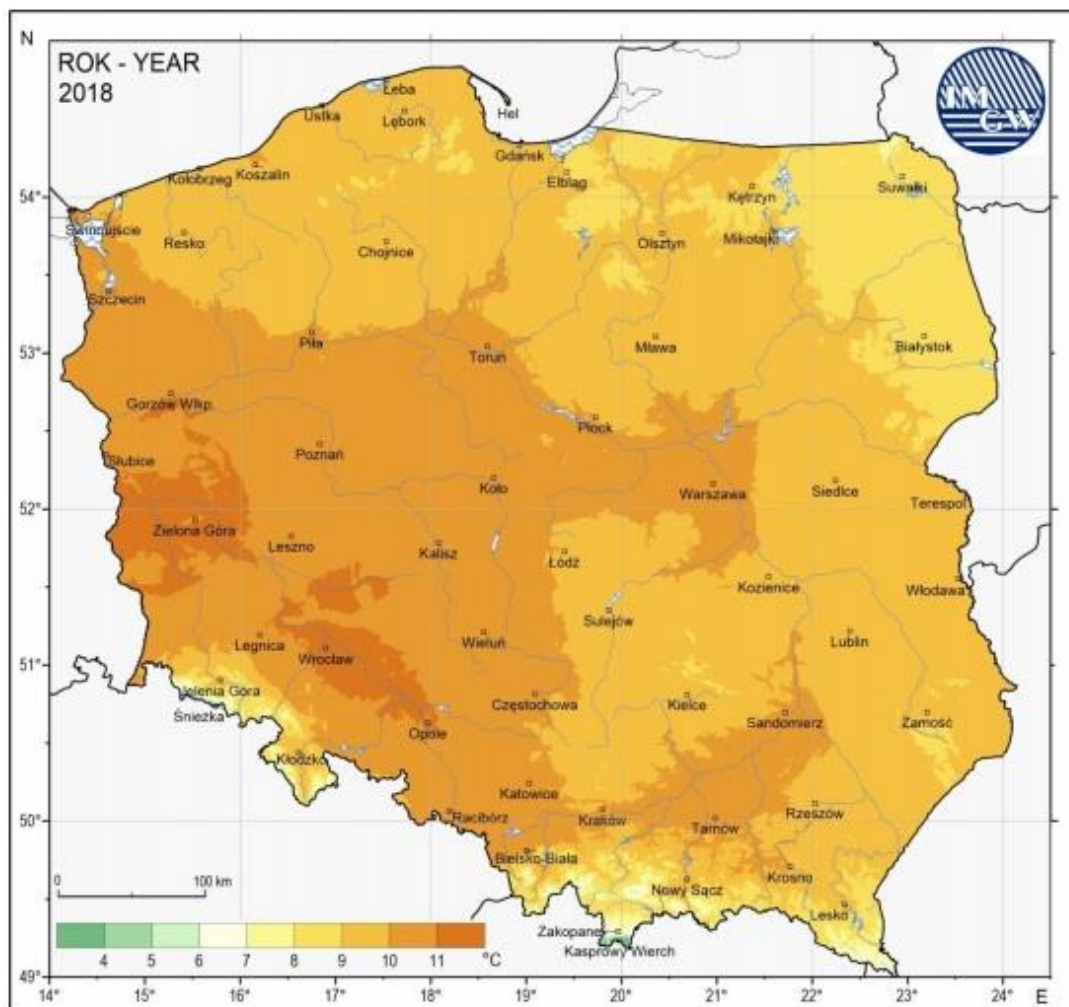 N
ROK - YEAR
2018
IM
GW
Łeba
Ustka
Lębork
Hel
Gdańsk
Kołobrzeg
Koszalin
Elbląg
Kętrzyn
Suwałki
54°
Świnoujście
Resko
Chojnice
Olsztyn
Mikołajki
Szczecin
Piła
Toruń
Mława
Białystok
53°
Gorzów Wlkp.
Płock
Słubice
Poznań
Koło
Warszawa
Siedlce
Terespol
52°
Zielona Góra
Leszno
Kalisz
Łódź
Kozienice
Włodawa
Sulejów
Legnica
Wrocław
Wieluń
Lublin
51°
Jelenia Góra
Śnieżka
Częstochowa
Kielce
Sandomierz
Zamość
Opole
Kłodzko
Katowice
Racibórz
Kraków
Tarnów
Rzeszów
50°
Bielsko-Biała
Nowy Sącz
Krosno
Lesko
0 100 km
Zakopane
Kasprowy Wierch
4 5 6 7 8 9 10 11 °C
49°
14° 15° 16° 17° 18° 19° 20° 21° 22° 23° 24° E